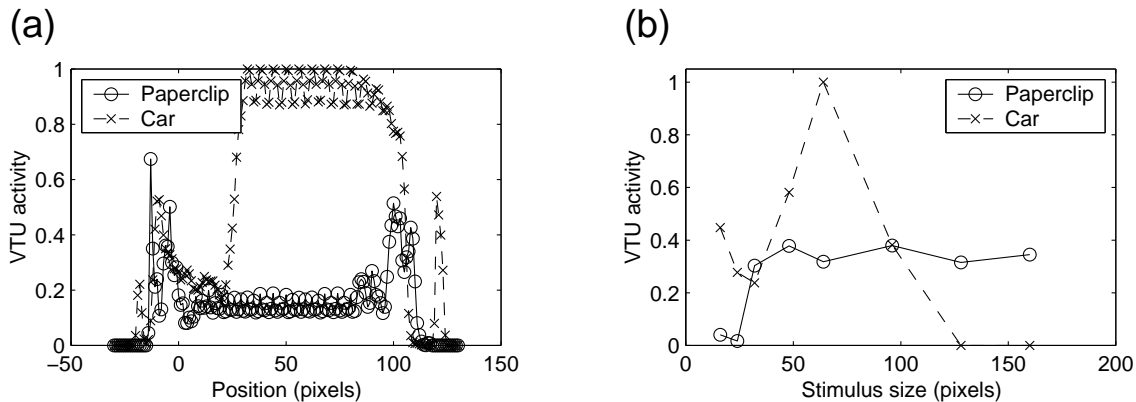 (a)
1
0.8
0.6
0.4
0.2
0
−50
0
50
100
150
VTU activity
Position (pixels)
Paperclip
Car
(b)
1
0.8
0.6
0.4
0.2
0
0
50
100
150
200
VTU activity
Stimulus size (pixels)
Paperclip
Car